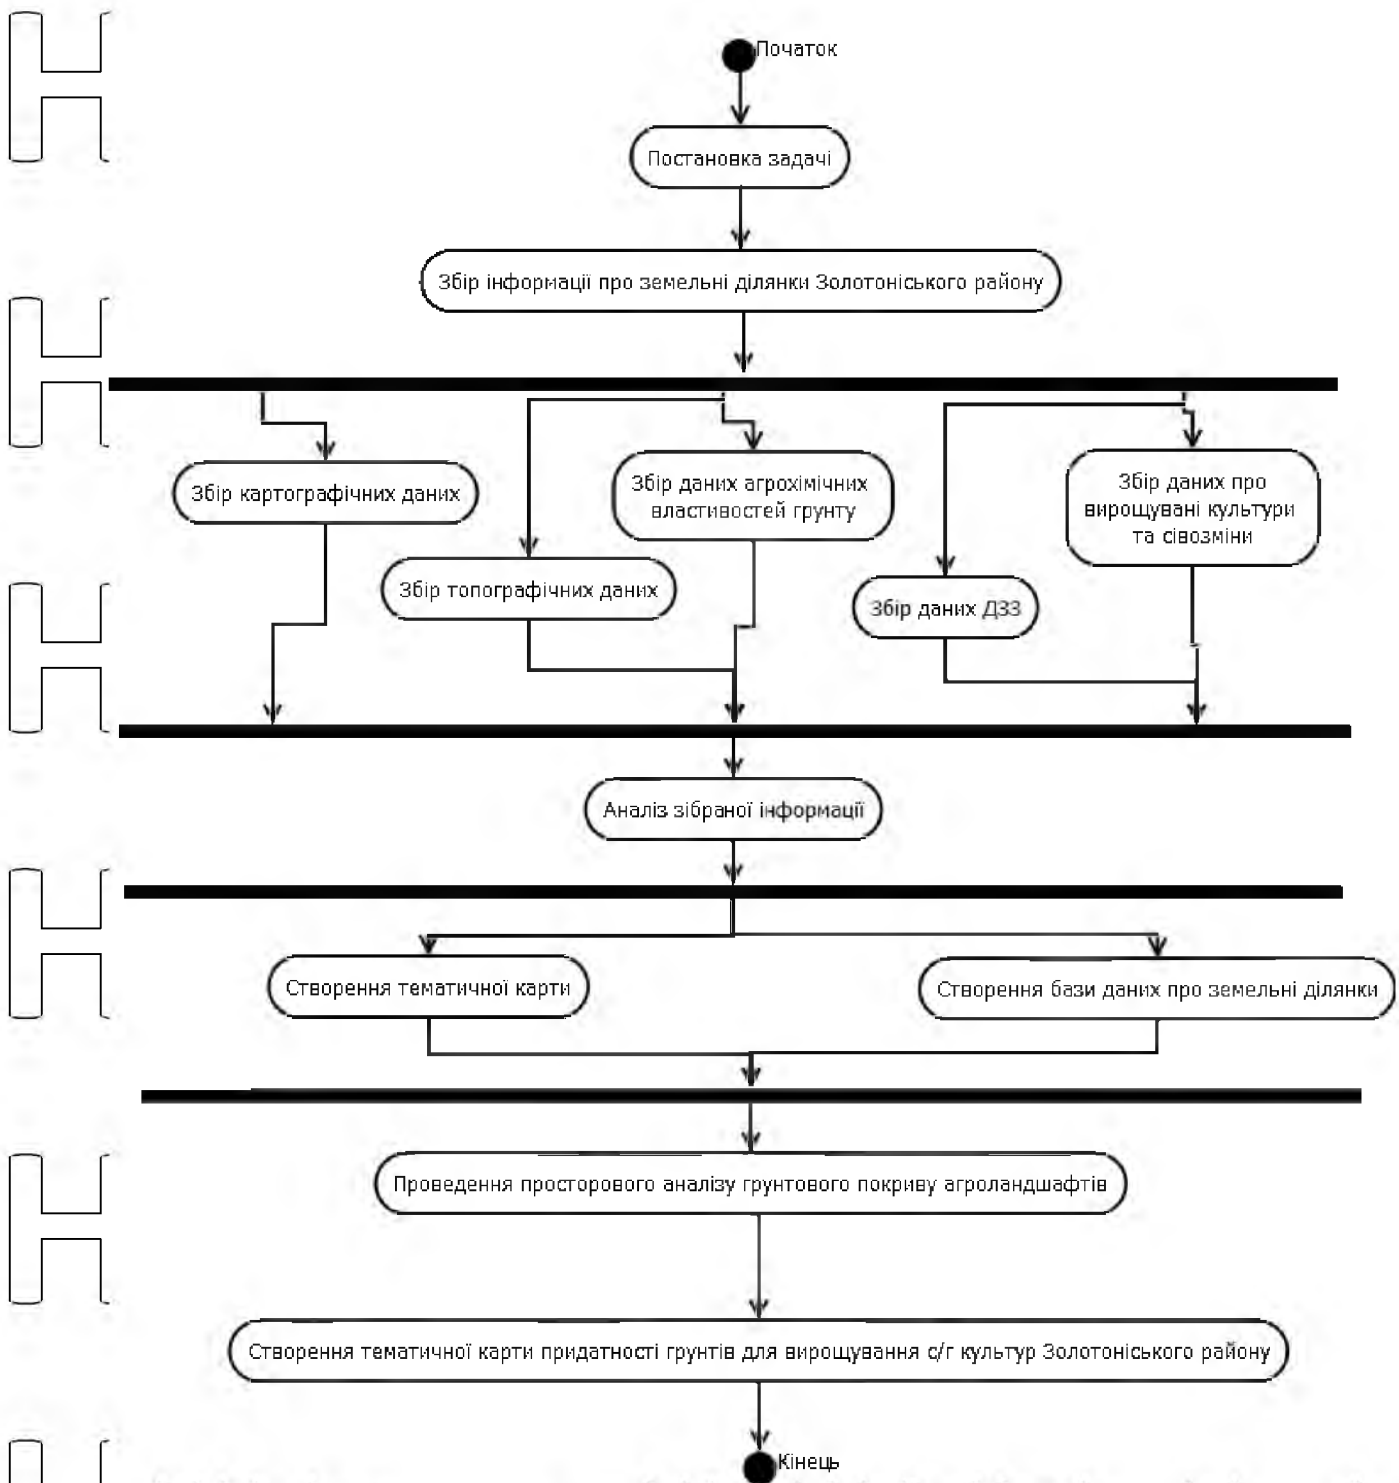 Початок
Постановка задачі
Збір інформації про земельні ділянки Золотоніського району
Збір картографічних даних
Збір даних агрохімічних
властивостей грунту
Збір даних про
вирощувані культури
та сівозміни
Збір топографічних даних
Збір даних ДЗЗ
Аналіз зібраної інформації
Створення тематичної карти
Створення бази даних про земельні ділянки
Проведення просторового аналізу грунтового покриву агроландшафтів
Створення тематичної карти придатності грунтів для вирощування с/г культур Золотоніського району
Кінець